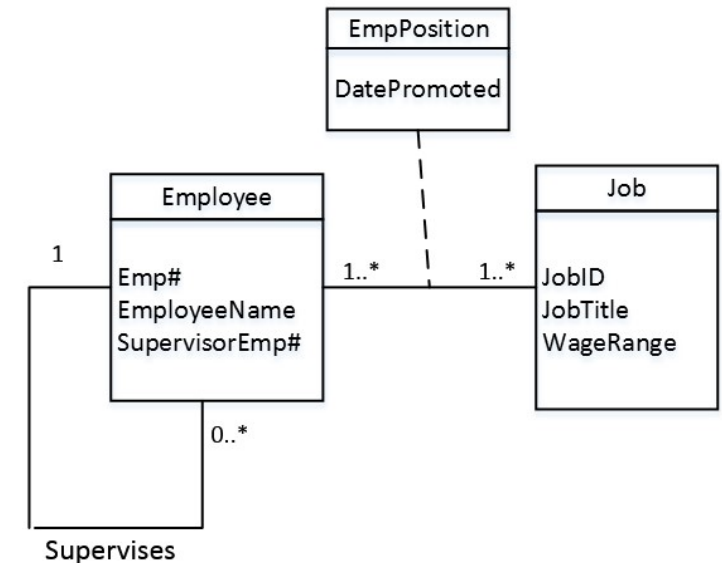 EmpPosition
DatePromoted
Employee
Job
1
Emp#
EmployeeName
SupervisorEmp#
1..*
1..*
JobID
JobTitle
WageRange
0..*
Supervises